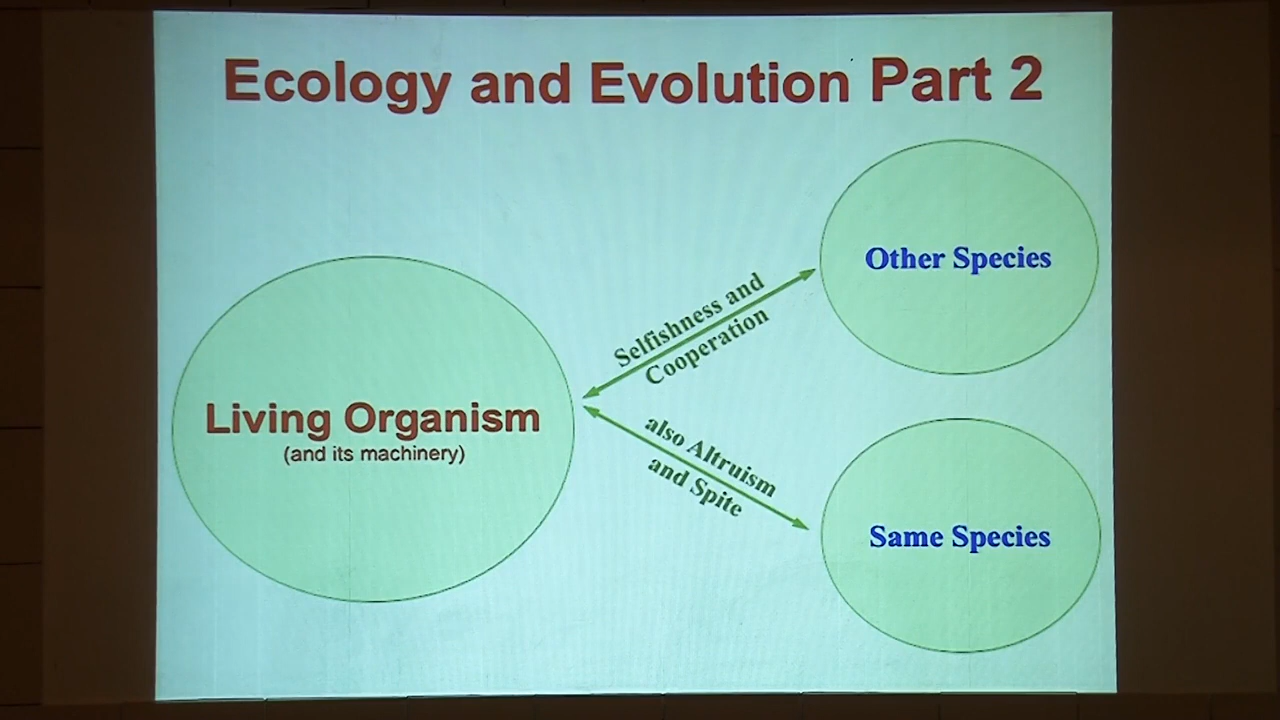 Ecology and Evolution Part 2
Other Species
Selfishness and
Cooperation
Living Organism
(and its machinery)
also Altruism
and Spite
Same Species